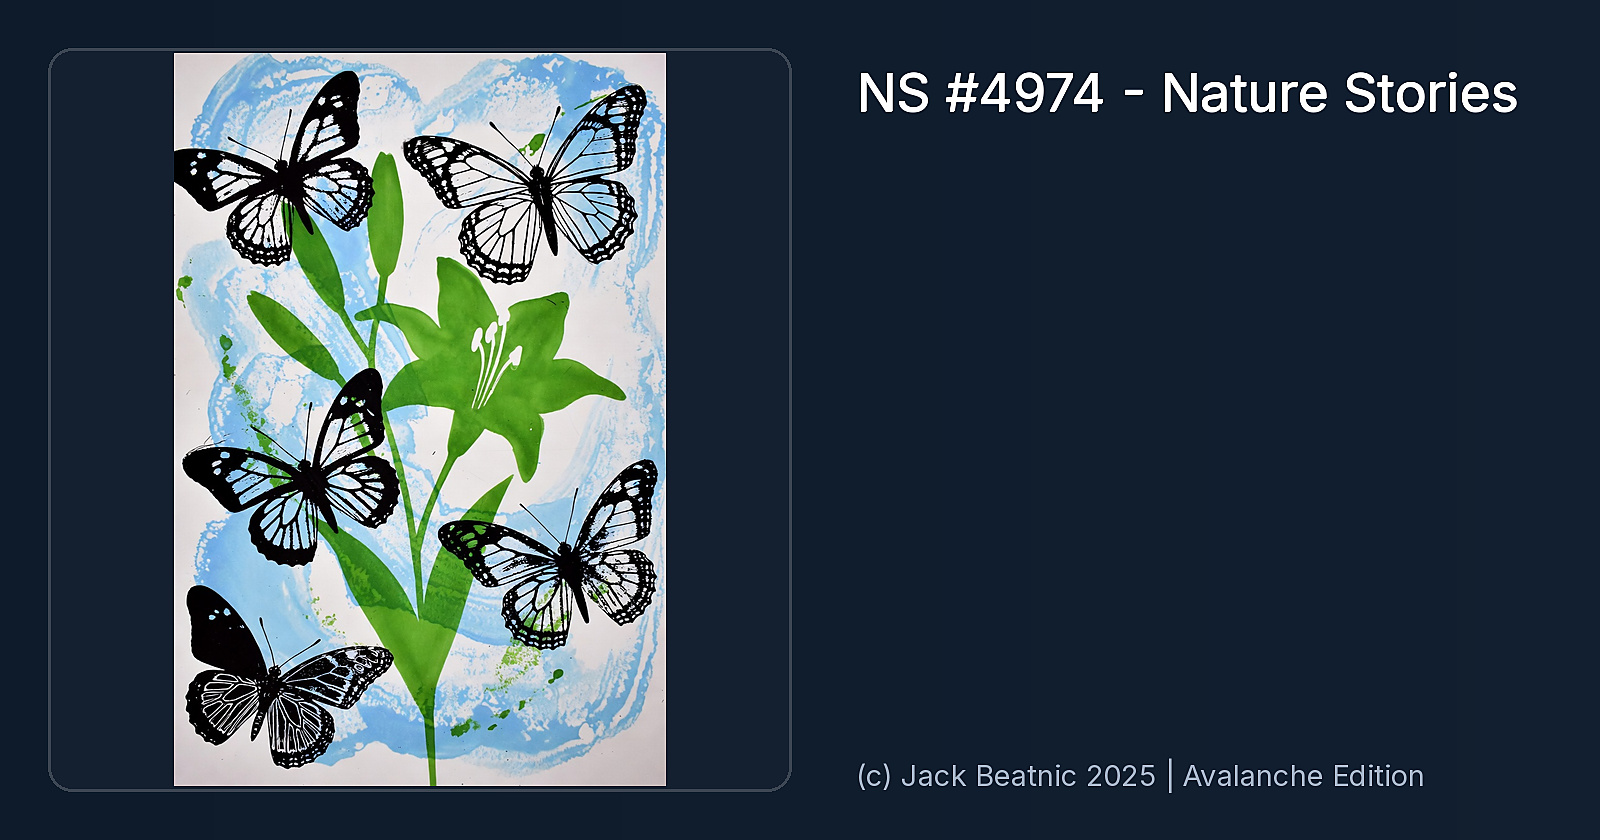 NS #4974 - Nature Stories
(c) Jack Beatnic 2025 | Avalanche Edition